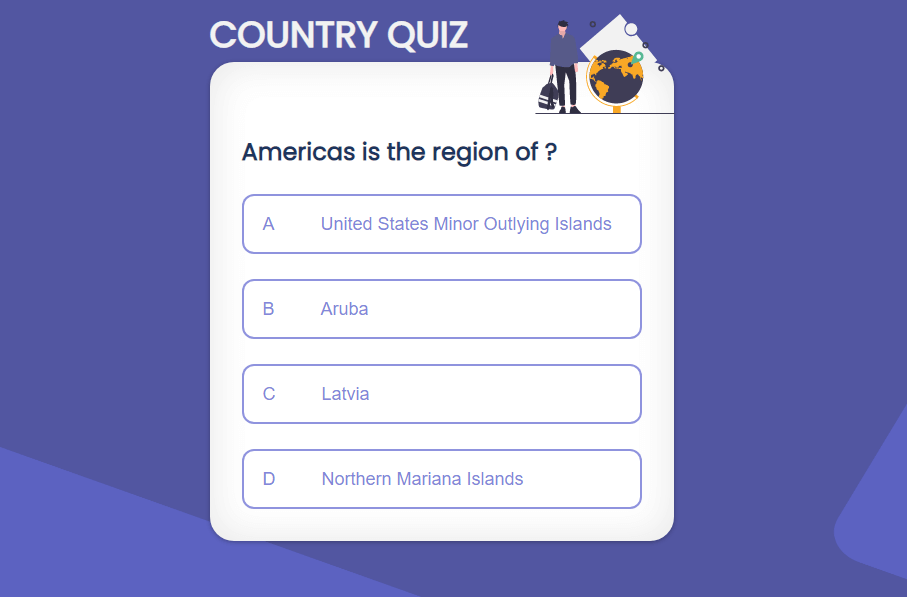 COUNTRY QUIZ
Americas is the region of ?
A United States Minor Outlying Islands
B Aruba
C Latvia
D Northern Mariana Islands